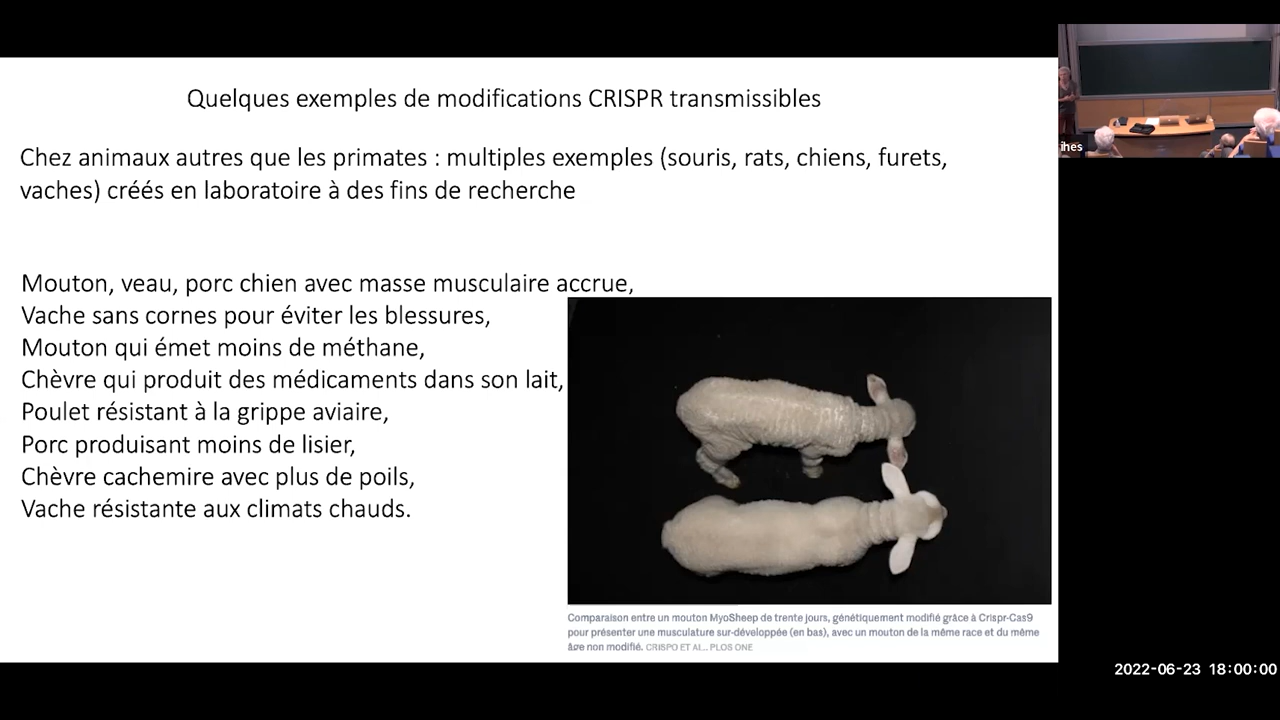 Quelques exemples de modifications CRISPR transmissibles
Chez animaux autres que les primates : multiples exemples (souris, rats, chiens, furets,
vaches) créés en laboratoire à des fins de recherche
Mouton, veau, porc chien avec masse musculaire accrue,
Vache sans cornes pour éviter les blessures,
Mouton qui émet moins de méthane,
Chèvre qui produit des médicaments dans son lait,
Poulet résistant à la grippe aviaire,
Porc produisant moins de lisier,
Chèvre cachemire avec plus de poils,
Vache résistante aux climats chauds.
Comparaison entre un mouton MyoSheep de trente jours, génétiquement modifié grâce à Crispr-Cas9
pour présenter une musculature sur-développée (en bas), avec un mouton de la même race et du même
âge non modifié. CRISPO ET AL., PLOS ONE
ihes
2022-06-23 18:00:00